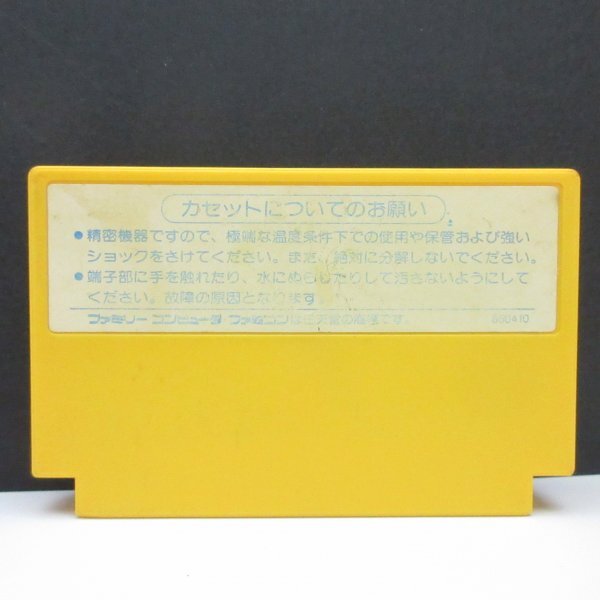 カセットについてのお願い
●精密機器ですので、極端な温度条件下での使用や保管および強い
ショックをさけてください。また、絶対に分解しないでください。
●端子部に手を触れたり、水にぬらしたりして汚さないようにして
ください。故障の原因となります
ファミリーコンピュータ ファミコンは任天堂の商標です。 860410